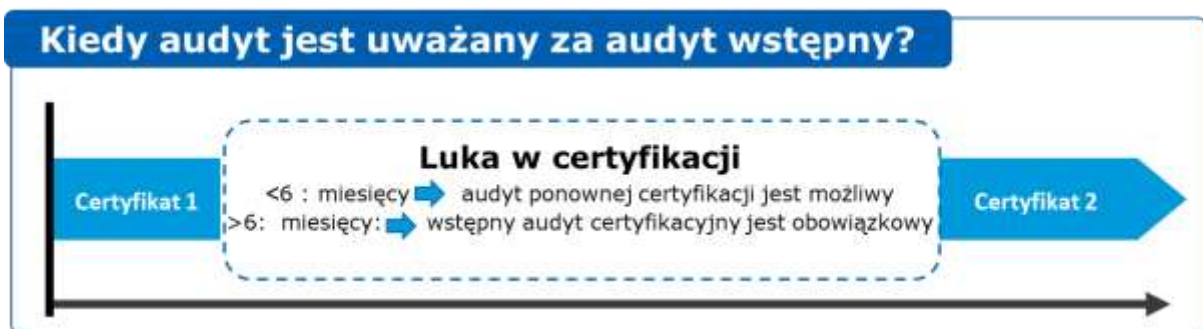 Kiedy audyt jest uważany za audyt wstępny?
Luka w certyfikacji
<6 : miesięcy audyt ponownej certyfikacji jest możliwy
>6: miesięcy: wstępny audyt certyfikacyjny jest obowiązkowy
Certyfikat 1
Certyfikat 2